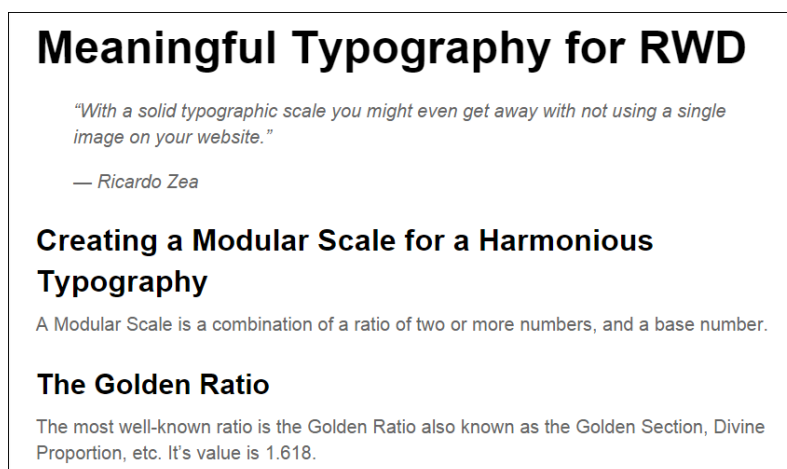 Meaningful Typography for RWD
“With a solid typographic scale you might even get away with not using a single
image on your website.”
— Ricardo Zea
Creating a Modular Scale for a Harmonious
Typography
A Modular Scale is a combination of a ratio of two or more numbers, and a base number.
The Golden Ratio
The most well-known ratio is the Golden Ratio also known as the Golden Section, Divine
Proportion, etc. It’s value is 1.618.